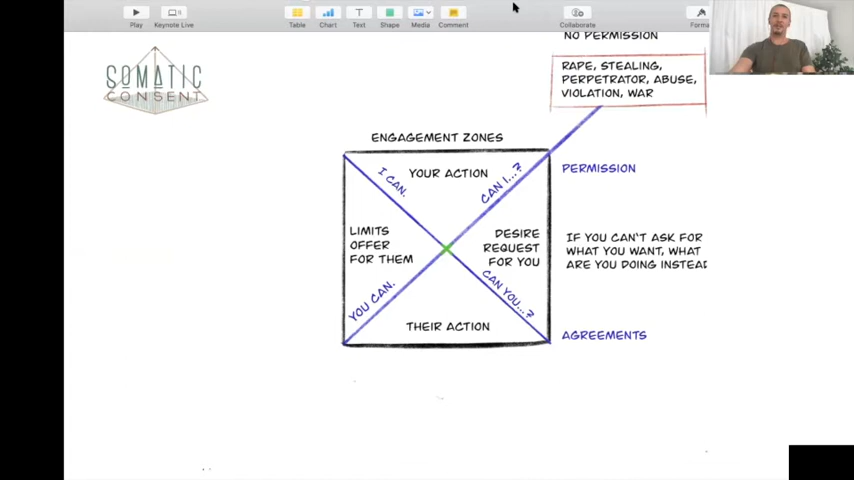 Play
Keynote Live
Table
Chart
Text
Shape
Media
Comment
Collaborate
Forma
NO PERMISSION
RAPE, STEALING,
PERPETRATOR, ABUSE,
VIOLATION, WAR
SOMATIC
CONSENT
ENGAGEMENT ZONES
I CAN.
YOUR ACTION
CAN I...?
PERMISSION
LIMITS
OFFER
FOR THEM
DESIRE
REQUEST
FOR YOU
IF YOU CAN'T ASK FOR
WHAT YOU WANT, WHAT
ARE YOU DOING INSTEAD
YOU CAN.
CAN YOU...?
THEIR ACTION
AGREEMENTS